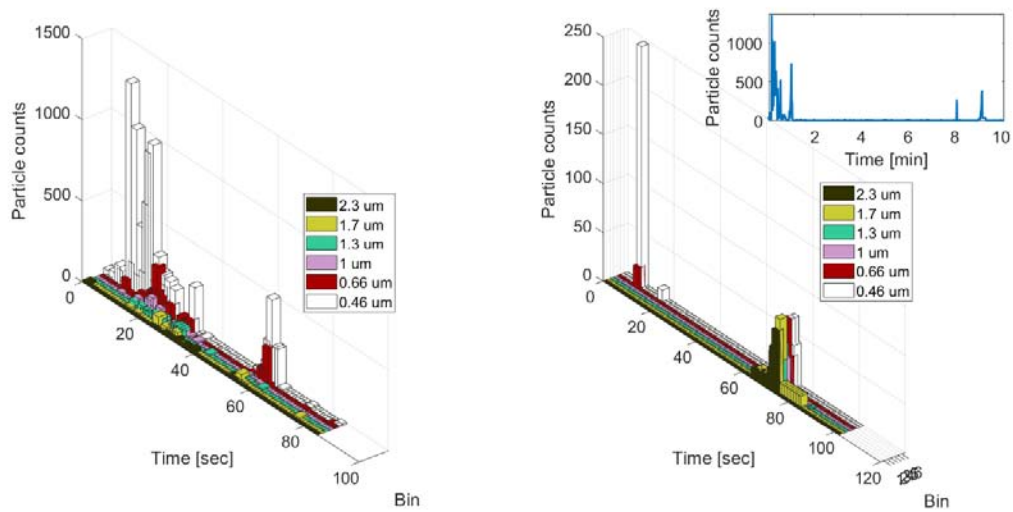 1500
1000
500
0
Particle counts
0
20
40
60
80
100
Time [sec]
Bin
2.3 um
1.7 um
1.3 um
1 um
0.66 um
0.46 um
250
200
150
100
50
0
Particle counts
0
20
40
60
80
100
120
Time [sec]
Bin
2.3 um
1.7 um
1.3 um
1 um
0.66 um
0.46 um
1000
500
0
Particle counts
2
4
6
8
10
Time [min]